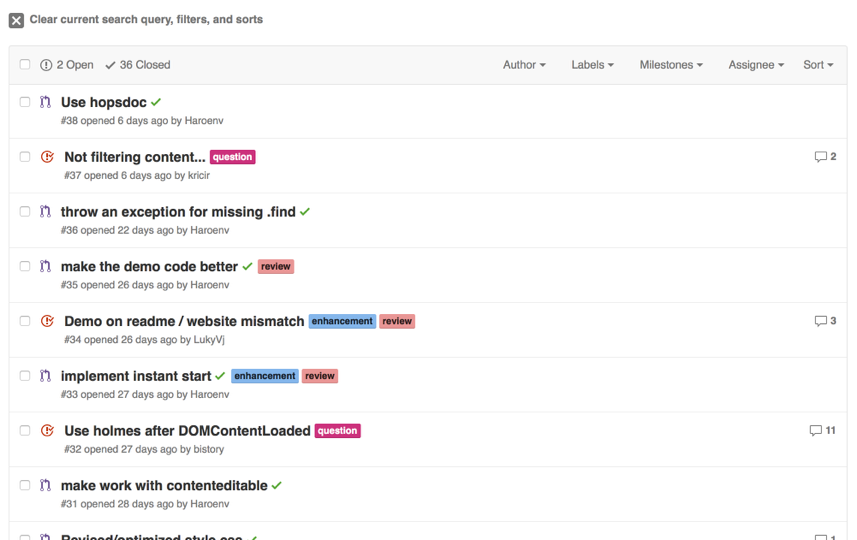 Clear current search query, filters, and sorts
2 Open 36 Closed Author Labels Milestones Assignee Sort
Use hopsdoc
#38 opened 6 days ago by Haroenv
Not filtering content... question 2
#37 opened 6 days ago by kricir
throw an exception for missing .find
#36 opened 22 days ago by Haroenv
make the demo code better review
#35 opened 26 days ago by Haroenv
Demo on readme / website mismatch enhancement review 3
#34 opened 26 days ago by LukyVj
implement instant start enhancement review
#33 opened 27 days ago by Haroenv
Use holmes after DOMContentLoaded question 11
#32 opened 27 days ago by bistory
make work with contenteditable
#31 opened 28 days ago by Haroenv
Revised/optimized style.css 1